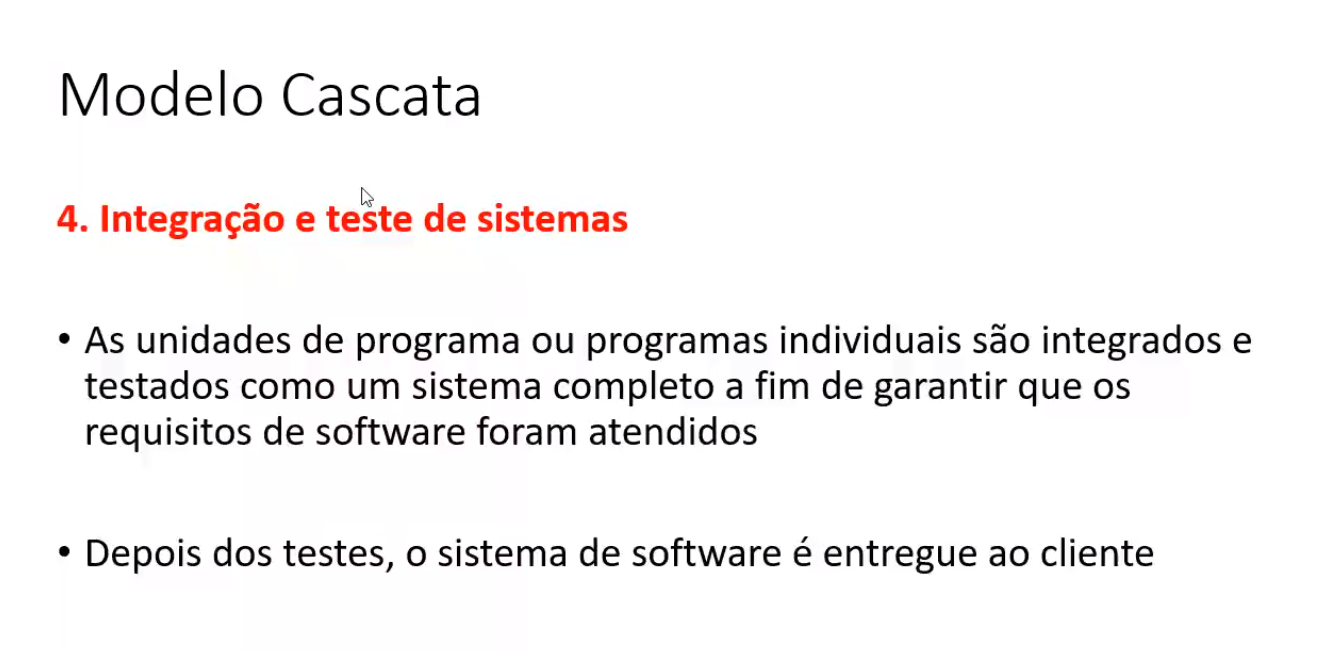 Modelo Cascata
4. Integração e teste de sistemas
• As unidades de programa ou programas individuais são integrados e
testados como um sistema completo a fim de garantir que os
requisitos de software foram atendidos
• Depois dos testes, o sistema de software é entregue ao cliente